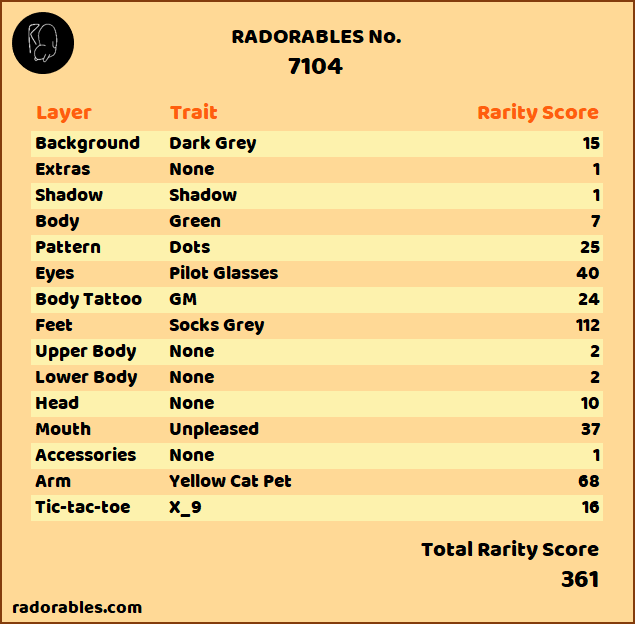 RADORABLES No.
7104
Layer Trait Rarity Score
Background Dark Grey 15
Extras None 1
Shadow Shadow 1
Body Green 7
Pattern Dots 25
Eyes Pilot Glasses 40
Body Tattoo GM 24
Feet Socks Grey 112
Upper Body None 2
Lower Body None 2
Head None 10
Mouth Unpleased 37
Accessories None 1
Arm Yellow Cat Pet 68
Tic-tac-toe X_9 16
Total Rarity Score
361
radorables.com